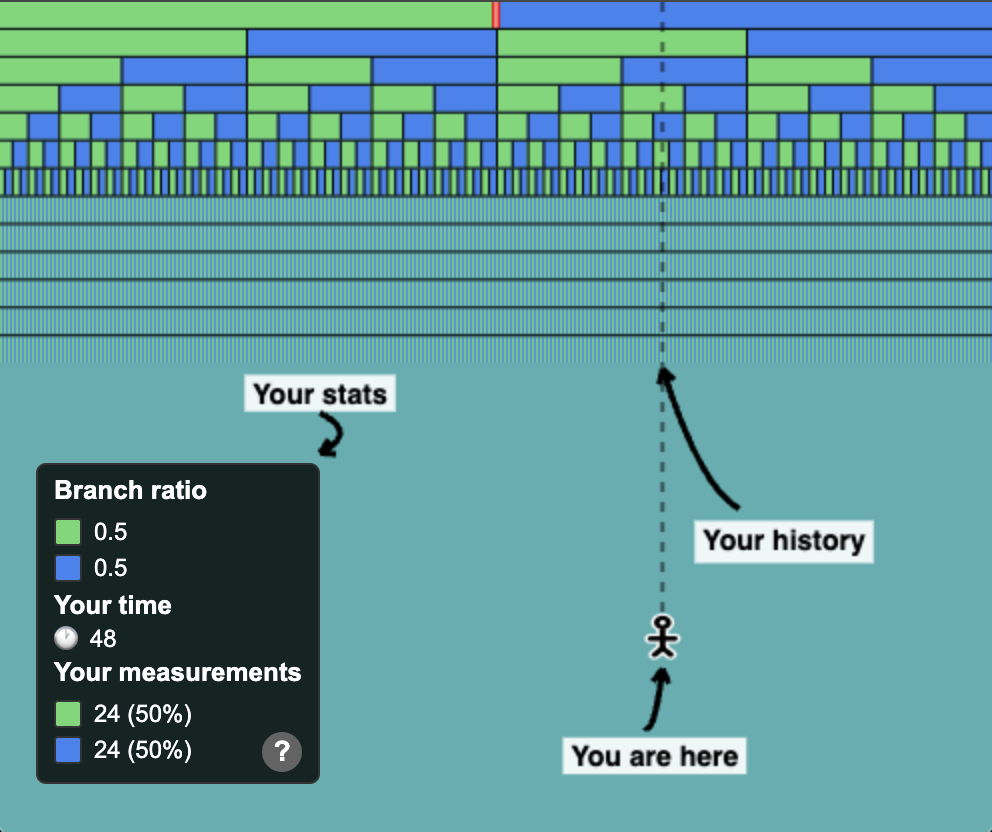 Your stats
Branch ratio
0.5
0.5
Your time
48
Your measurements
24 (50%)
24 (50%)
?
Your history
You are here